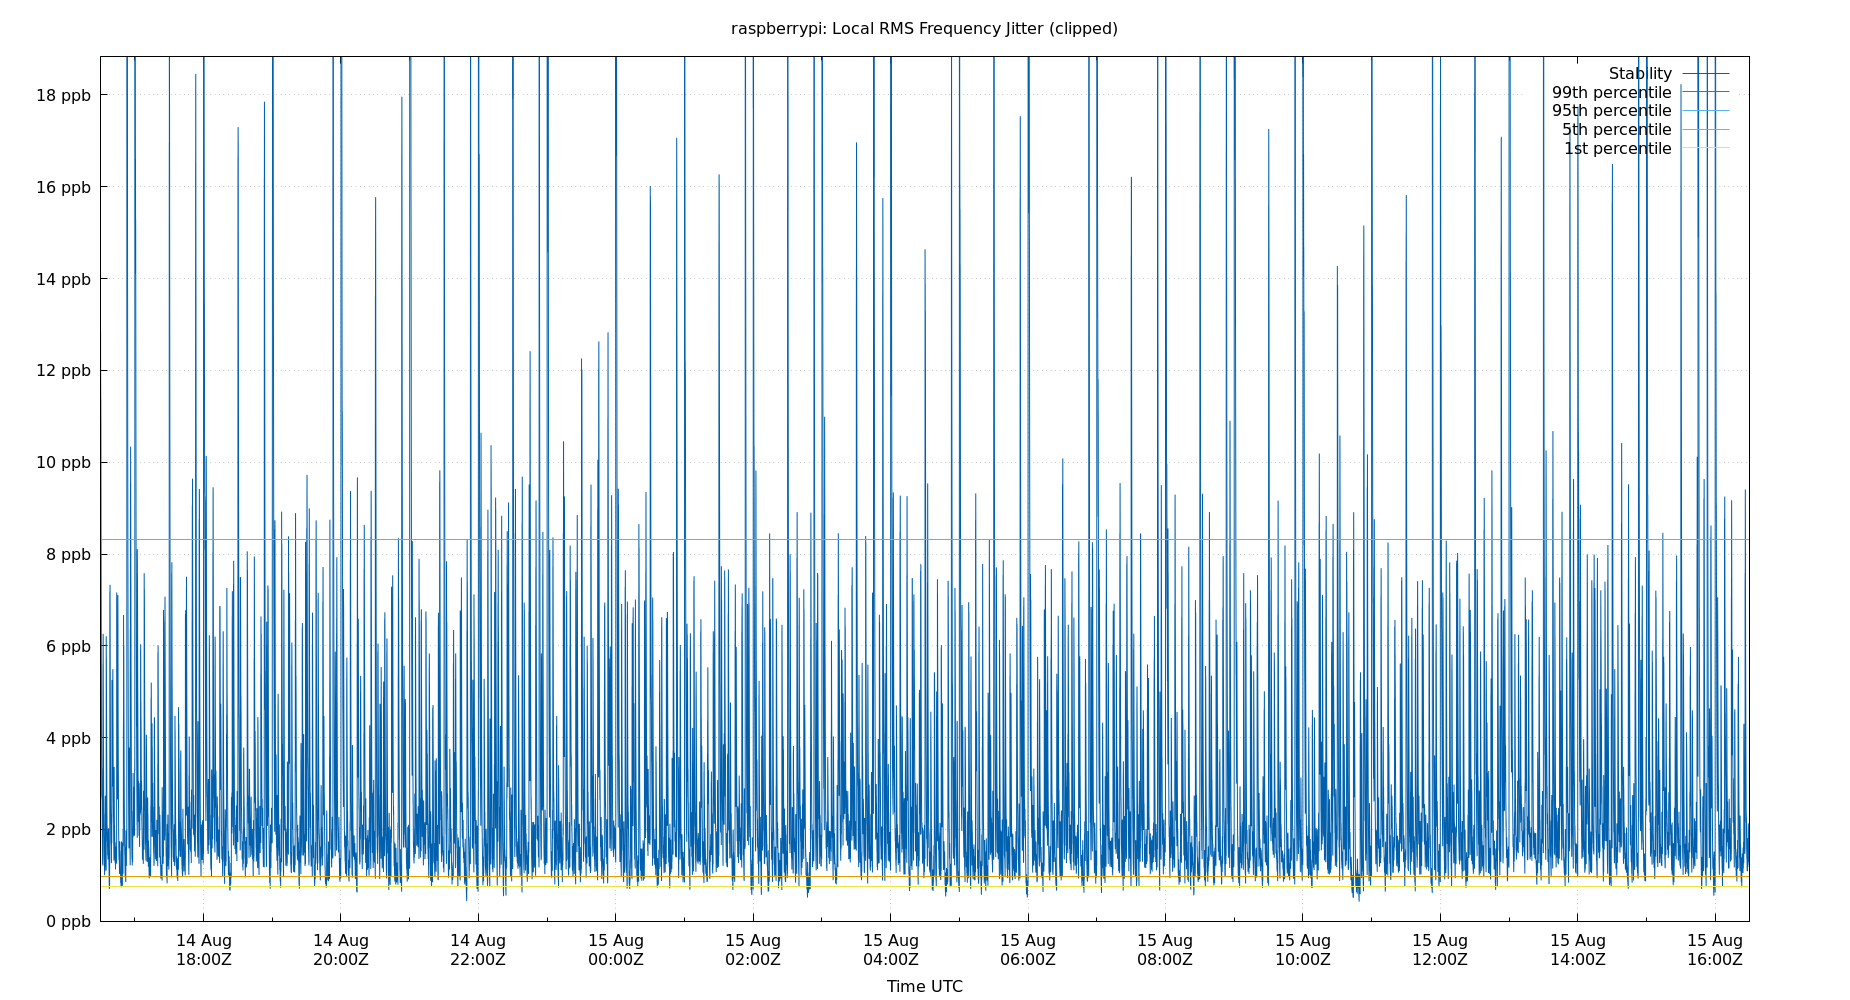 raspberrypi: Local RMS Frequency Jitter (clipped)
Stability
99th percentile
95th percentile
5th percentile
1st percentile
18 ppb
16 ppb
14 ppb
12 ppb
10 ppb
8 ppb
6 ppb
4 ppb
2 ppb
0 ppb
14 Aug 14 Aug 14 Aug 15 Aug 15 Aug 15 Aug 15 Aug 15 Aug 15 Aug 15 Aug 15 Aug 15 Aug
18:00Z 20:00Z 22:00Z 00:00Z 02:00Z 04:00Z 06:00Z 08:00Z 10:00Z 12:00Z 14:00Z 16:00Z
Time UTC